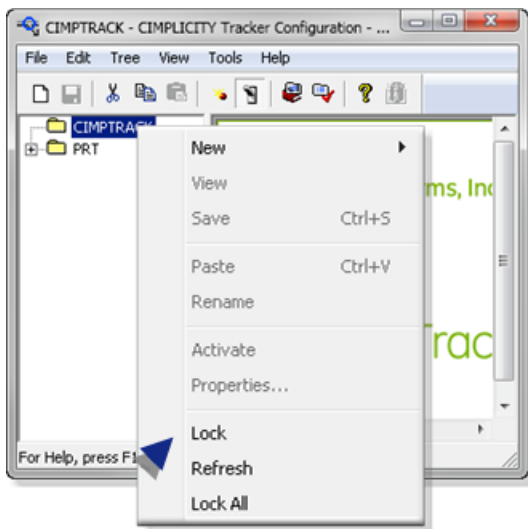 CIMPTRACK - CIMPLICITY Tracker Configuration - ...
File Edit Tree View Tools Help
CIMPTRACK
PRT
New
View
Save Ctrl+S
Paste Ctrl+V
Rename
Activate
Properties...
Lock
Refresh
Lock All
ms, Inc
rac
For Help, press F1